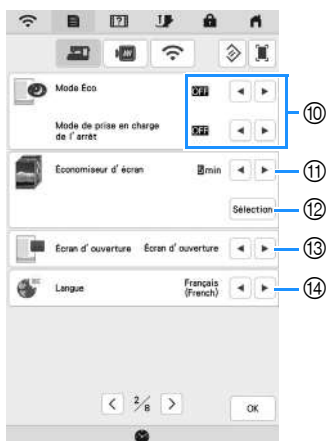 Mode Éco OFF
⑩
Mode de prise en charge
de l'arrêt OFF
Économiseur d'écran 0min ⑪
Sélection ⑫
Écran d'ouverture Écran d'ouverture ⑬
Langue Français
(French) ⑭
2/8
OK